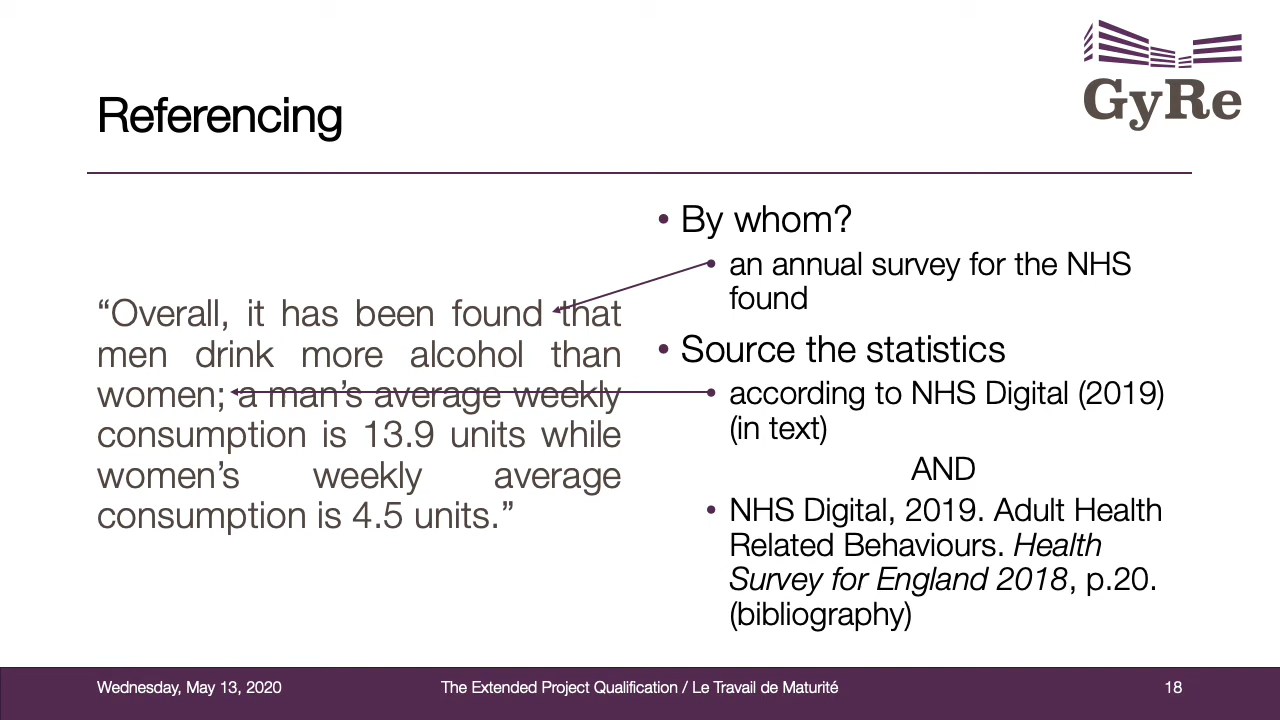 GyRe
Referencing
“Overall, it has been found that
men drink more alcohol than
women; a man’s average weekly
consumption is 13.9 units while
women’s weekly average
consumption is 4.5 units.”
• By whom?
• an annual survey for the NHS
found
• Source the statistics
• according to NHS Digital (2019)
(in text)
AND
• NHS Digital, 2019. Adult Health
Related Behaviours. Health
Survey for England 2018, p.20.
(bibliography)
Wednesday, May 13, 2020
The Extended Project Qualification / Le Travail de Maturité
18